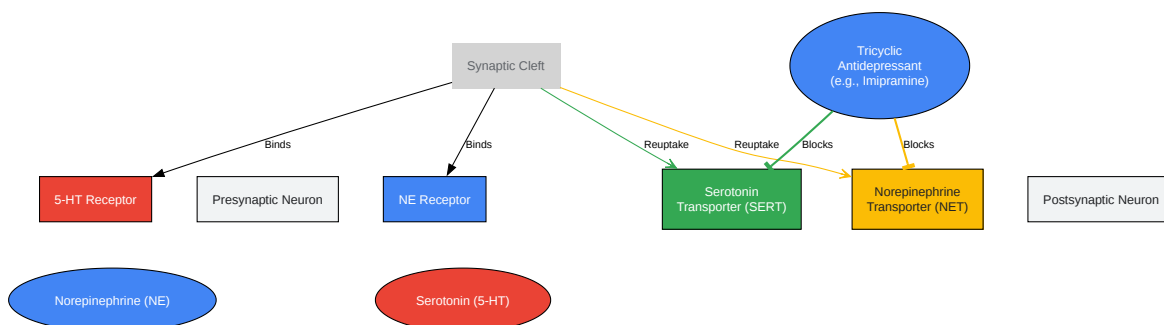 Synaptic Cleft
Tricyclic
Antidepressant
(e.g., Imipramine)
Binds
Binds
Reuptake
Reuptake
Blocks
Blocks
5-HT Receptor
Presynaptic Neuron
NE Receptor
Serotonin
Transporter (SERT)
Norepinephrine
Transporter (NET)
Postsynaptic Neuron
Norepinephrine (NE)
Serotonin (5-HT)